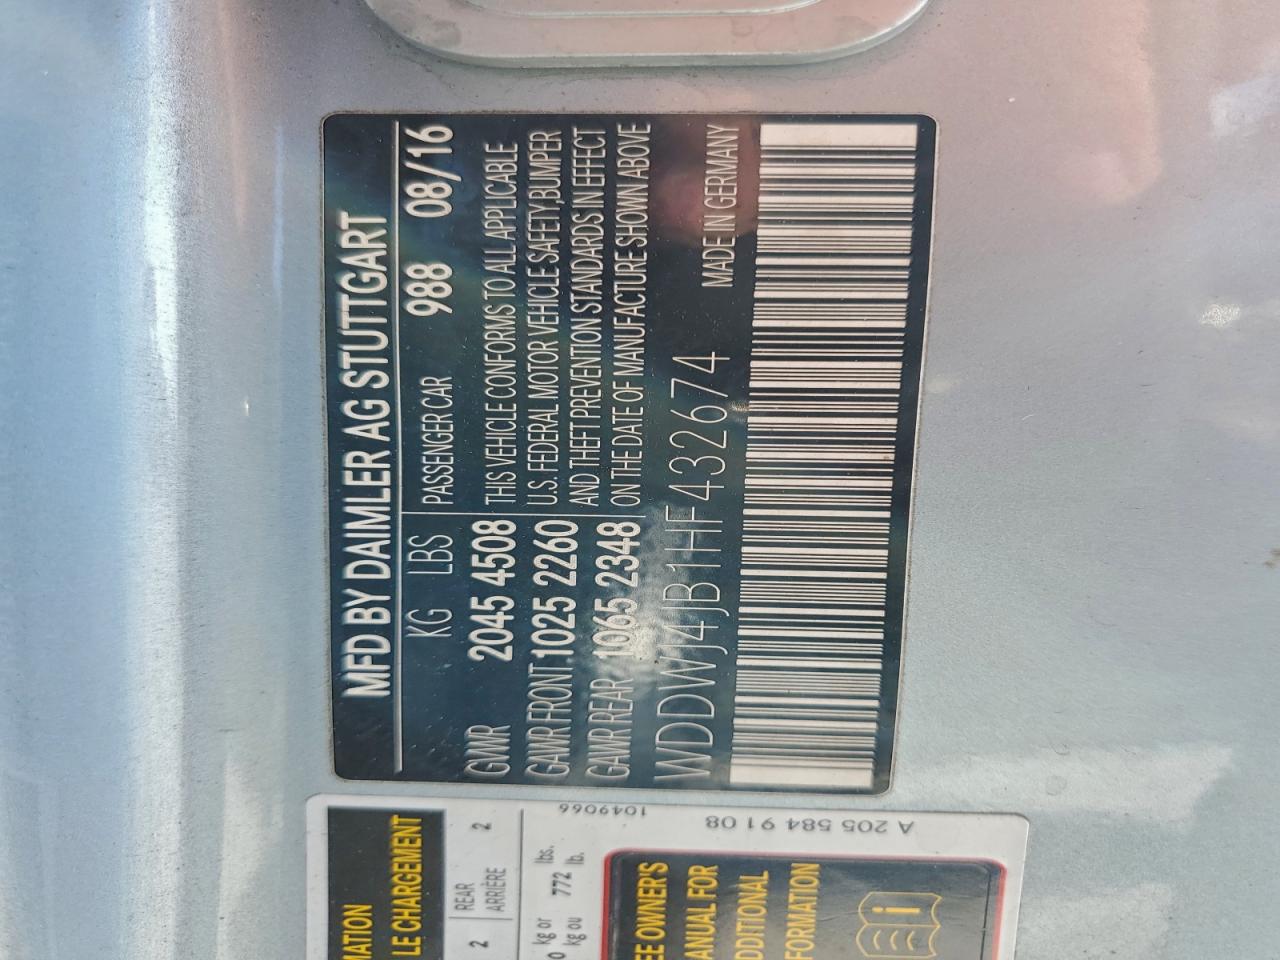 MFD BY DAIMLER AG STUTTGART
KG LBS PASSENGER CAR 988 08/16
GWR 2045 4508
GAWR FRONT 1025 2260
GAWR REAR 1065 2348
THIS VEHICLE CONFORMS TO ALL APPLICABLE
U.S. FEDERAL MOTOR VEHICLE SAFETY, BUMPER
AND THEFT PREVENTION STANDARDS IN EFFECT
ON THE DATE OF MANUFACTURE SHOWN ABOVE
WDDWJ4JB1HF432674 MADE IN GERMANY
MATION
LE CHARGEMENT
2 REAR 2
ARRIÈRE
0 kg or 772 lbs.
kg ou lb.
1049066
A 205 584 91 08
EE OWNER'S
ANUAL FOR
DDITIONAL
FORMATION
i